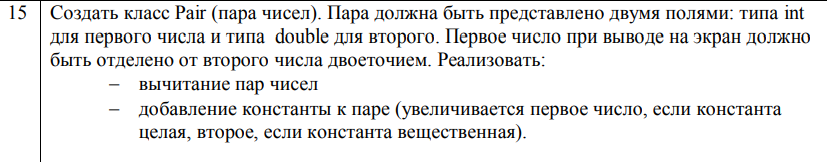 15 Создать класс Pair (пара чисел). Пара должна быть представлено двумя полями: типа int
для первого числа и типа double для второго. Первое число при выводе на экран должно
быть отделено от второго числа двоеточием. Реализовать:
– вычитание пар чисел
– добавление константы к паре (увеличивается первое число, если константа
целая, второе, если константа вещественная).